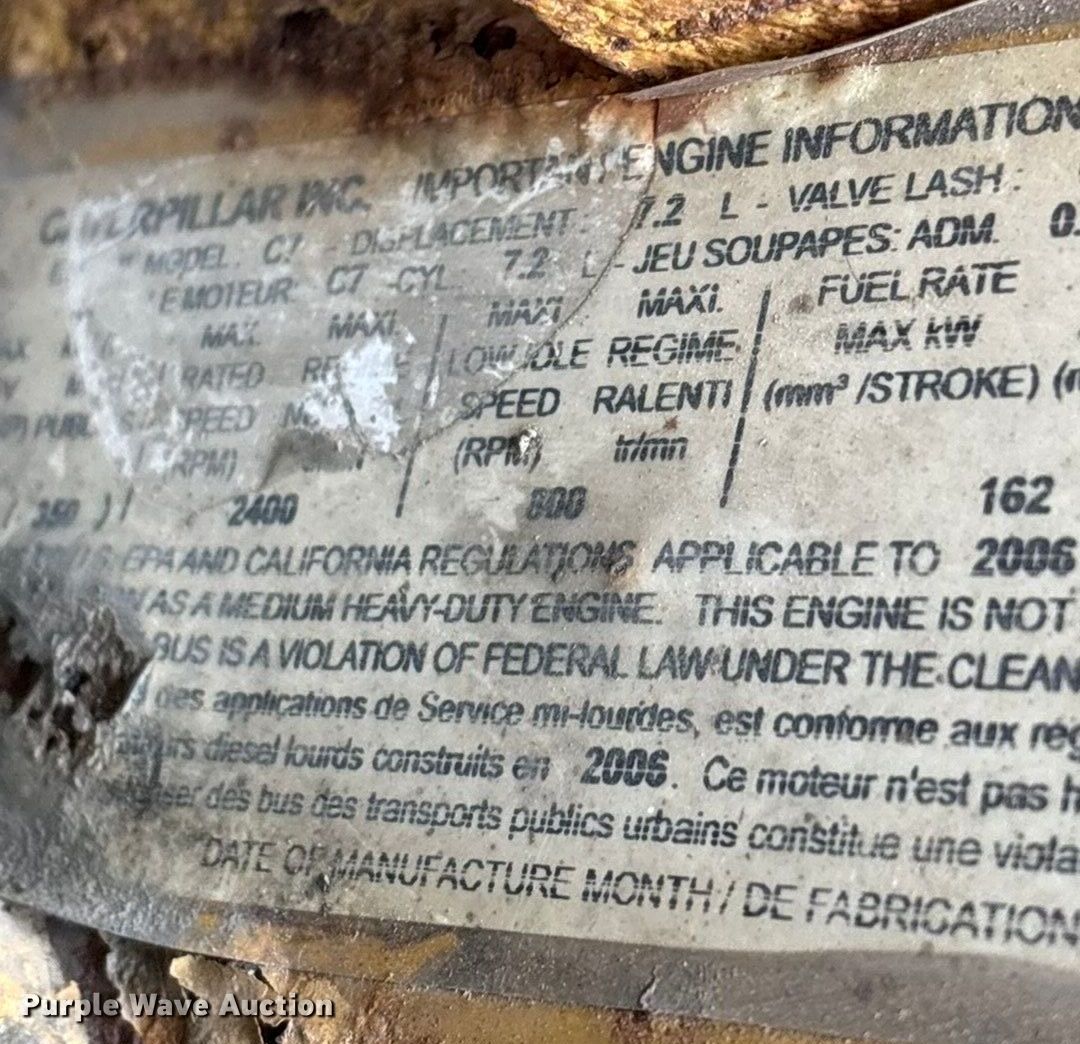 CATERPILLAR INC. IMPORTANT ENGINE INFORMATION
MODEL: C7 - DISPLACEMENT: 7.2 L - VALVE LASH:
E MOTEUR C7 -CYL: 7.2 L - JEU SOUPAPES: ADM. 0.
MAX. MAXI MAXI MAXI. FUEL RATE
RATED LOW IDLE REGIME MAX kW
SPEED SPEED RALENTI (mm³ /STROKE)
(RPM) (RPM) tr/mn
350 2400 800 162
EPA AND CALIFORNIA REGULATIONS APPLICABLE TO 2006
AS A MEDIUM HEAVY-DUTY ENGINE. THIS ENGINE IS NOT
BUS IS A VIOLATION OF FEDERAL LAW UNDER THE CLEAN
des applications de Service mi-lourdes, est conforme aux rég
diesel lourds construits en 2006. Ce moteur n'est pas h
des bus des transports publics urbains constitue une viola
DATE OF MANUFACTURE MONTH / DE FABRICATION
Purple Wave Auction